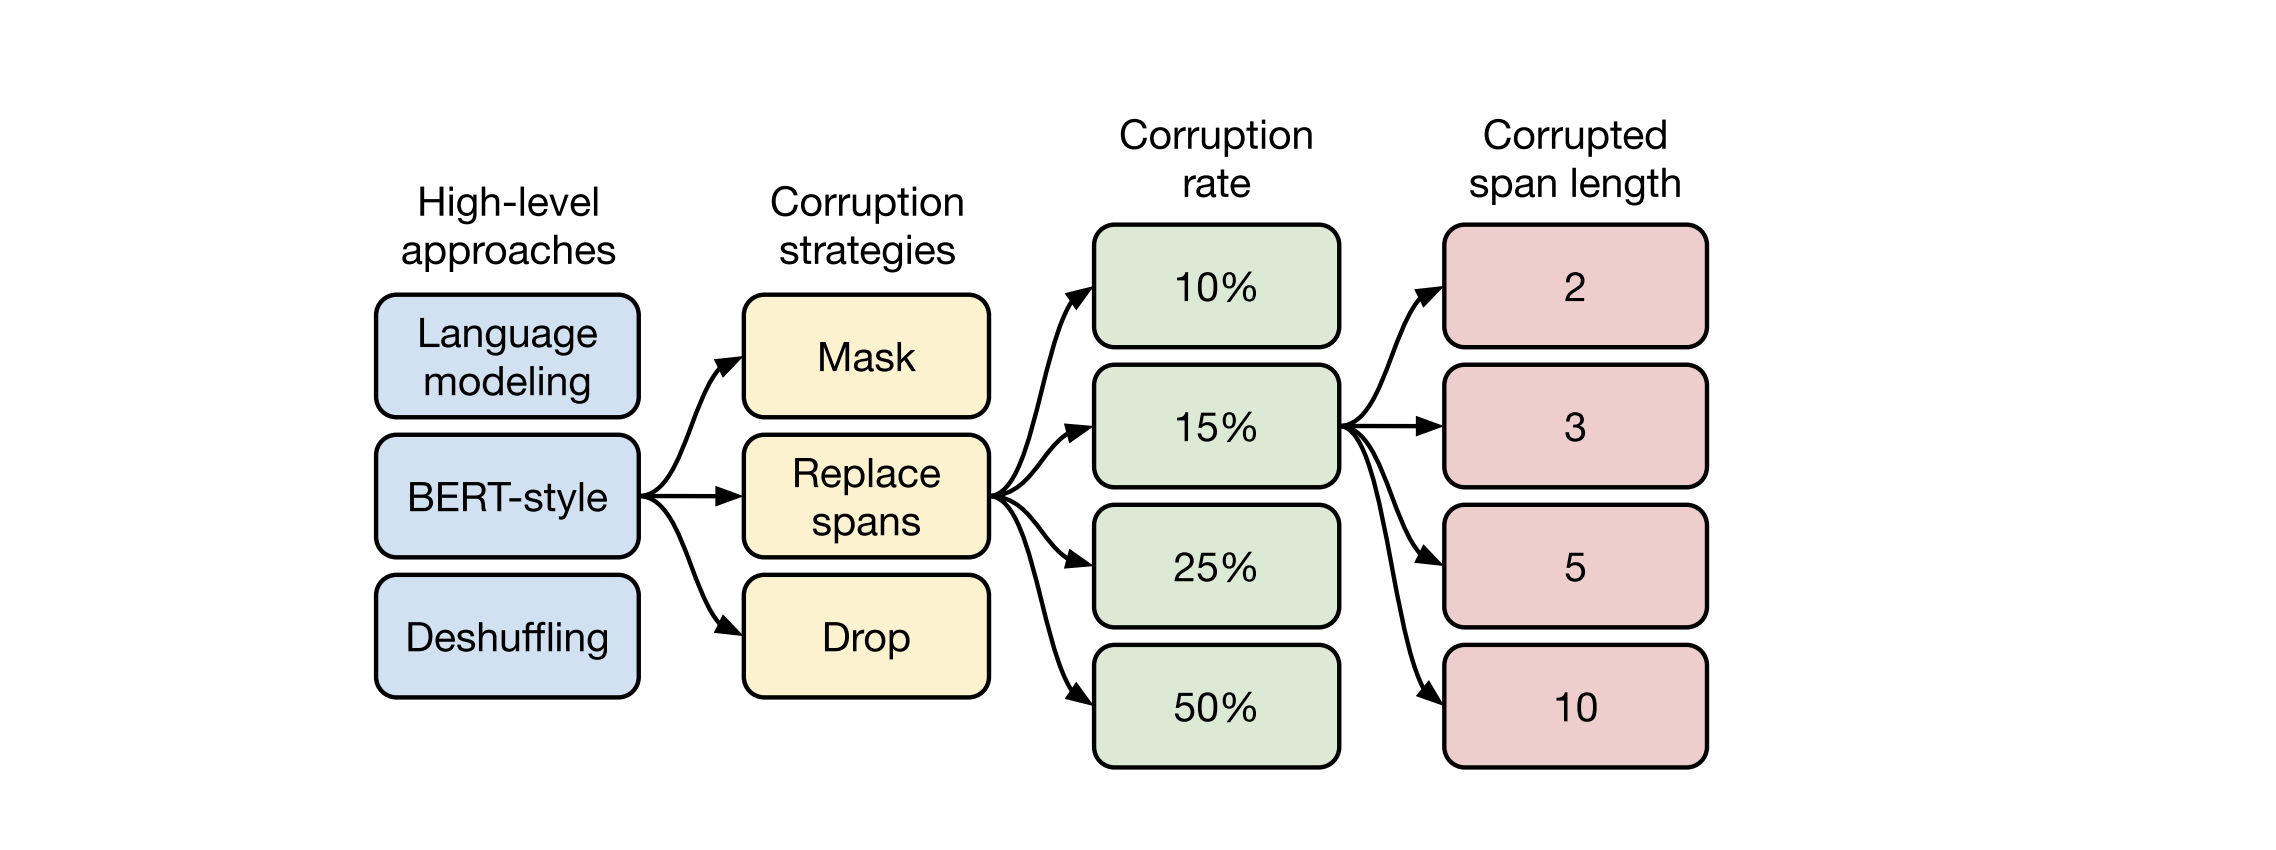 High-level
approaches
Language
modeling
BERT-style
Deshuffling
Corruption
strategies
Mask
Replace
spans
Drop
Corruption
rate
10%
15%
25%
50%
Corrupted
span length
2
3
5
10